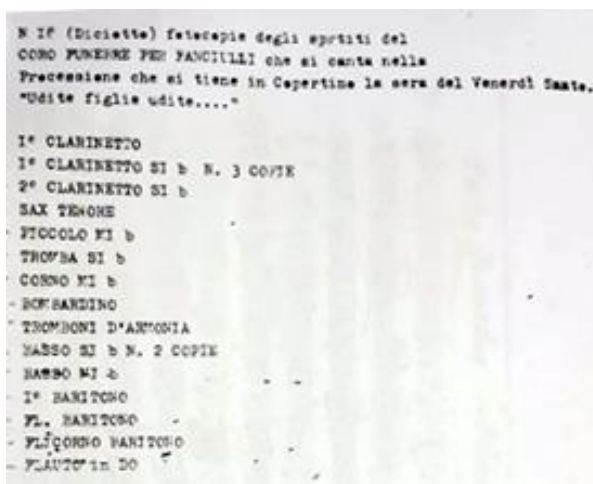 N (Diciotto) fotocopie degli sprtiti del
CORO FUNEBRE PER FANCIULLI che si canta nella
Processione che si tiene in Copertino la sera del Venerdì Santo.
"Udite figlie udite...."
I° CLARINETTO
1° CLARINETTO SI b N. 3 COPIE
2° CLARINETTO SI b
SAX TENORE
PICCOLO MI b
TROMBA SI b
CORNO MI b
- BOMBARDINO
TROMBONI D'ARMONIA
BASSO SI b N. 2 COPIE
BASSO MI b
- I° BARITONO
- FL. BARITONO
- FLICORNO BARITONO
- FLAUTO in DO